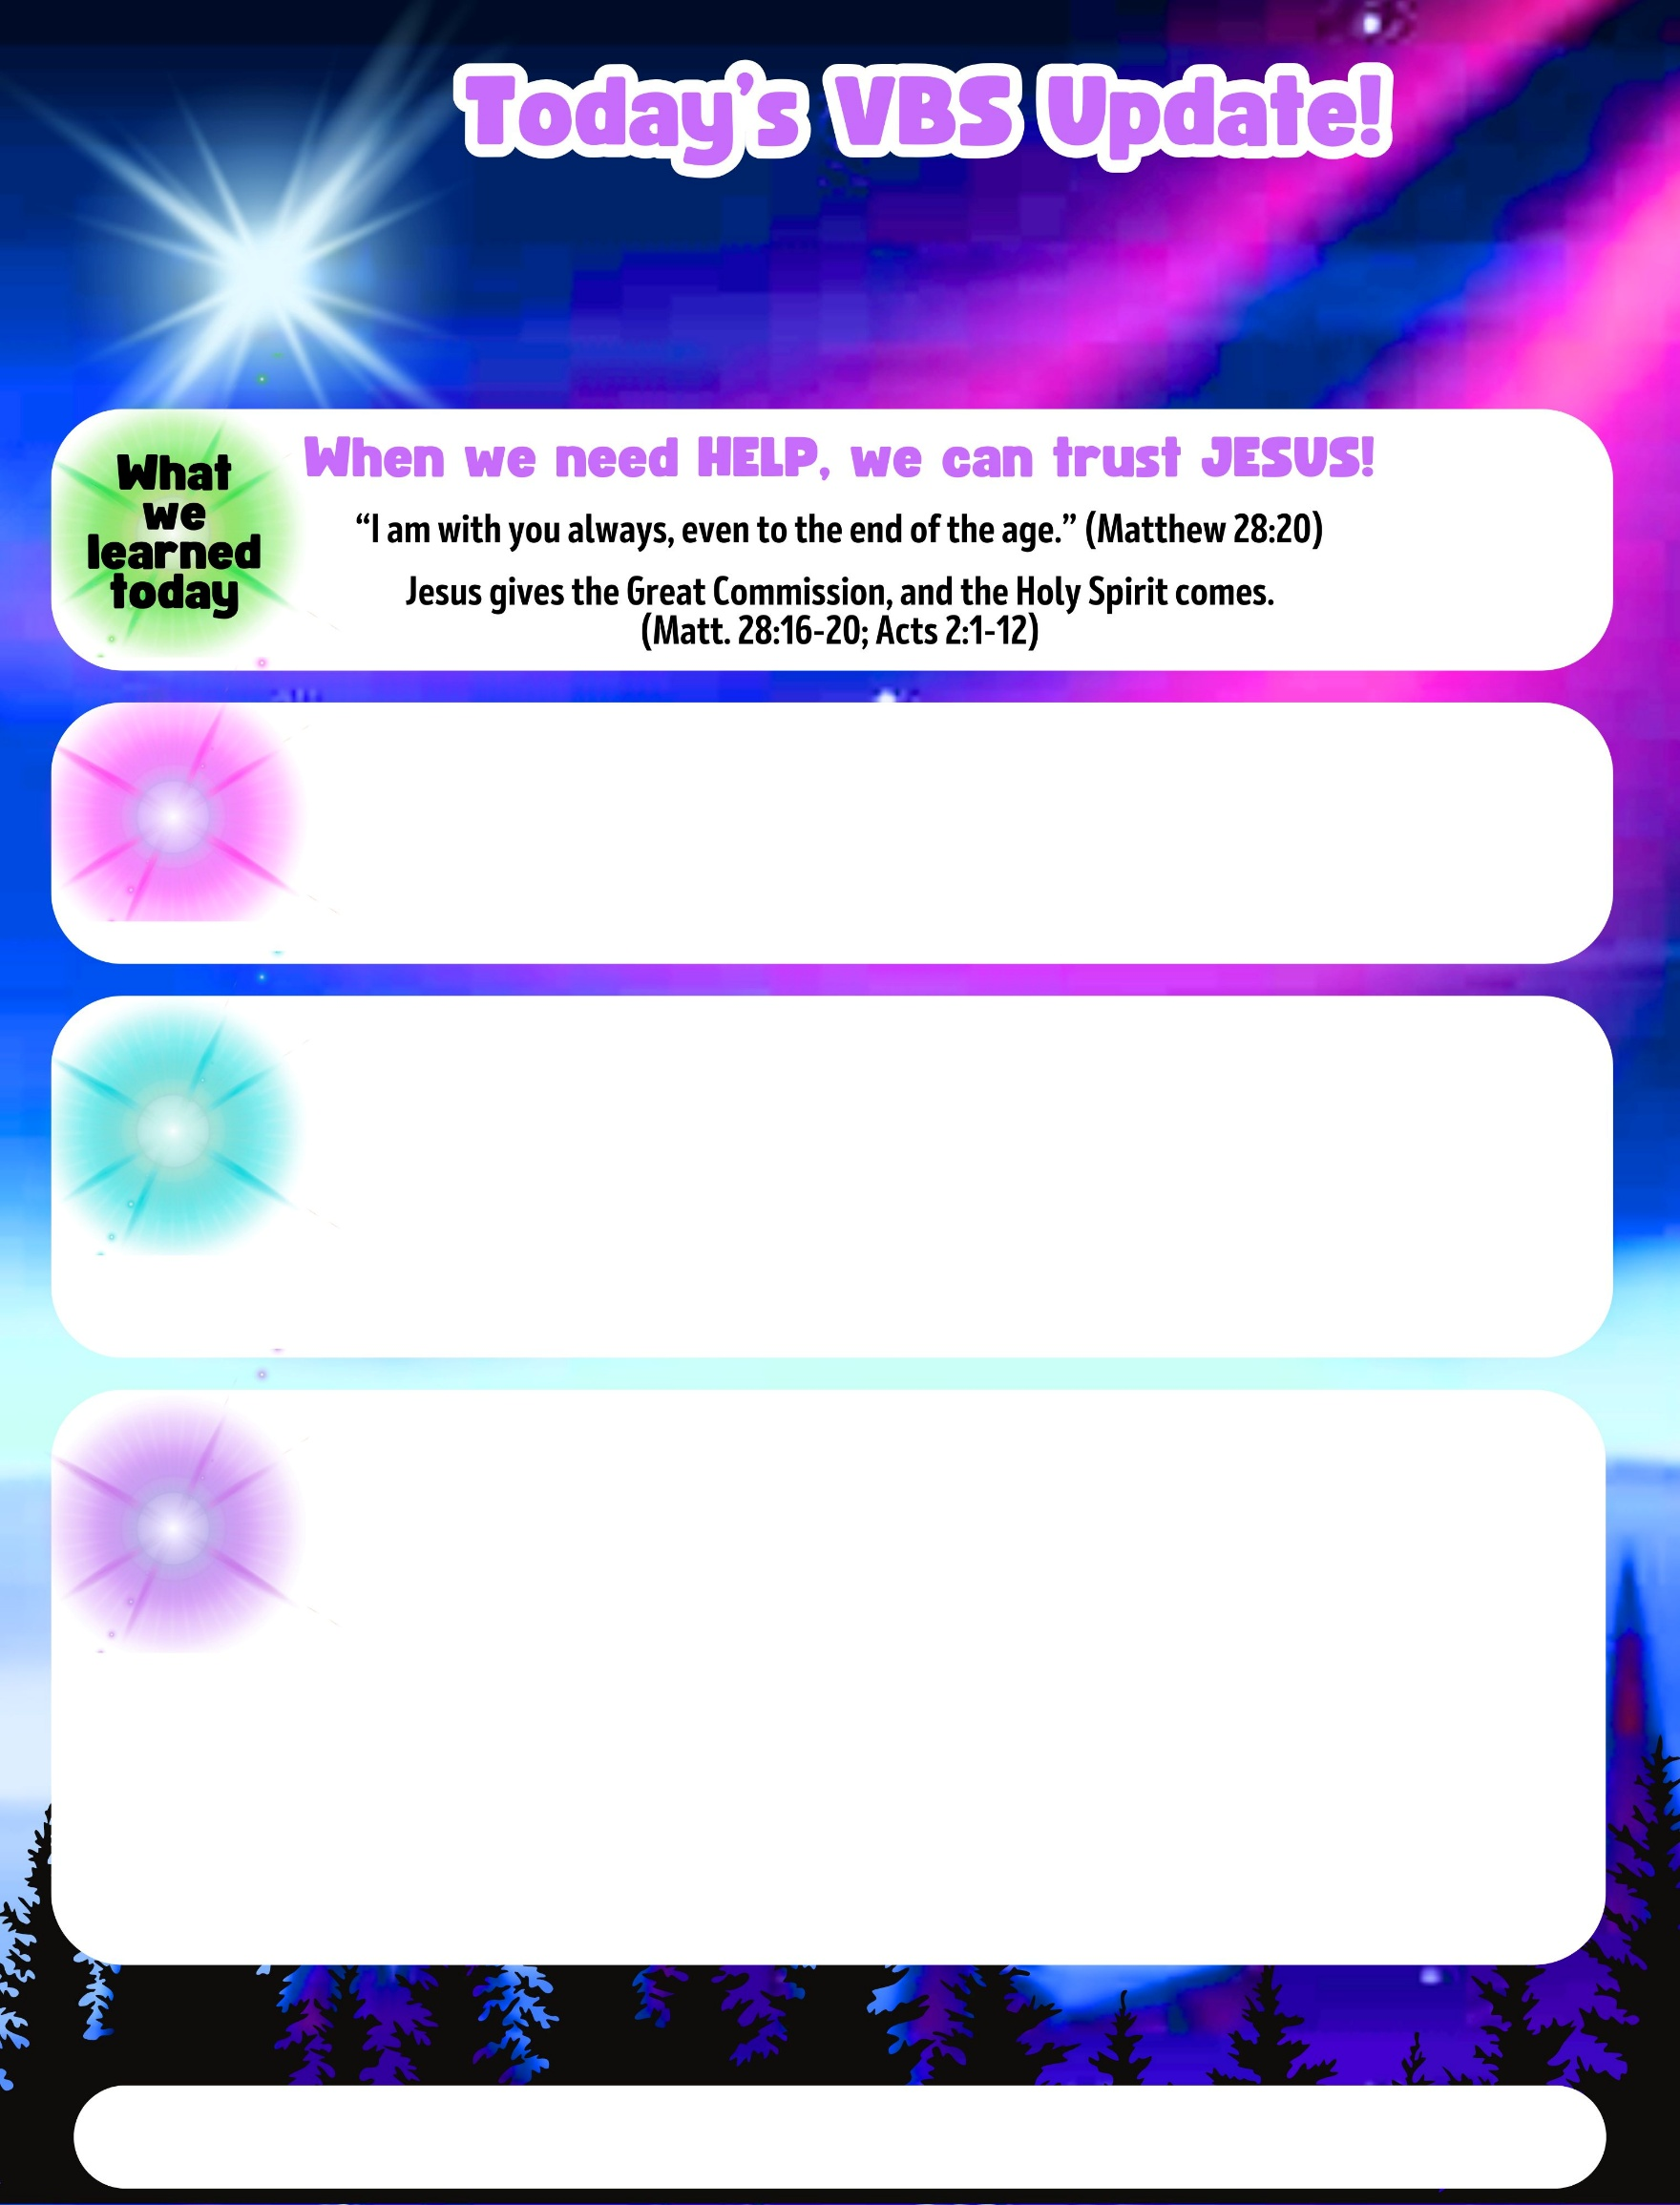 Today’s VBS Update!
What
we
learned
today
When we need HELP, we can trust JESUS!
“I am with you always, even to the end of the age.” (Matthew 28:20)
Jesus gives the Great Commission, and the Holy Spirit comes.
(Matt. 28:16-20; Acts 2:1-12)